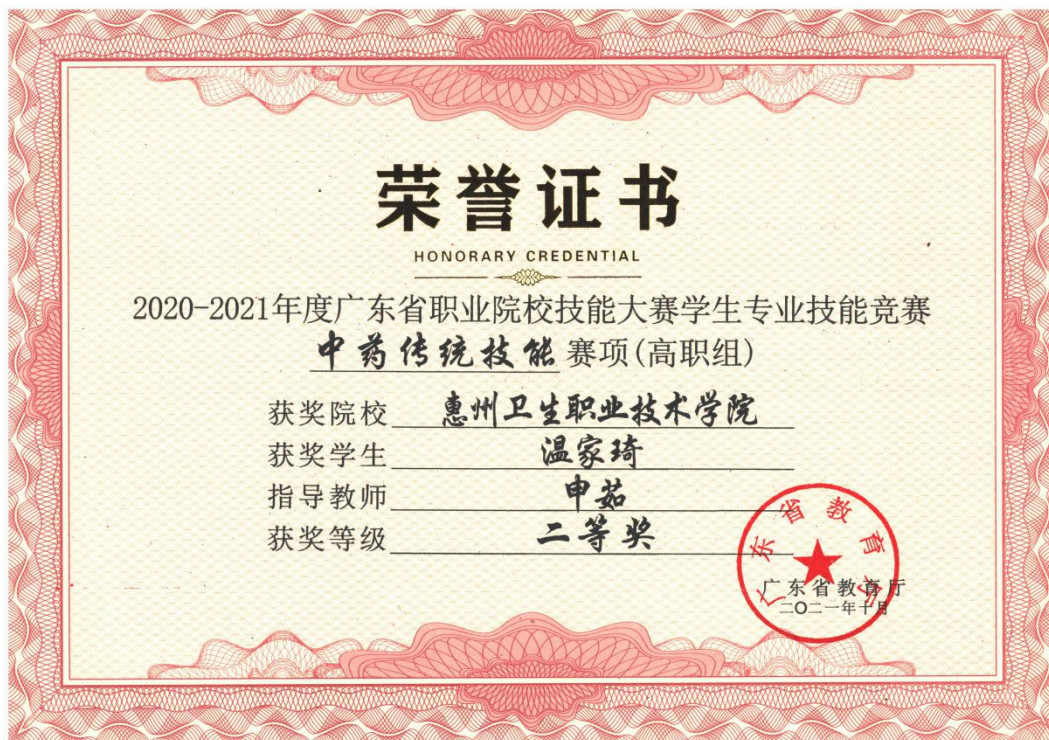 荣誉证书
HONORARY CREDENTIAL
2020-2021年度广东省职业院校技能大赛学生专业技能竞赛
中药传统技能 赛项(高职组)
获奖院校 惠州卫生职业技术学院
获奖学生 温家琦
指导教师 申茹
获奖等级 二等奖
广东省教育厅
广东省教育厅
二〇二一年十月